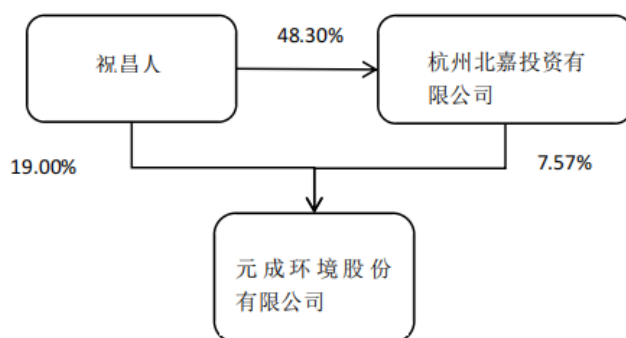 48.30%
祝昌人
杭州北嘉投资有
限公司
19.00%
7.57%
元成环境股份
有限公司